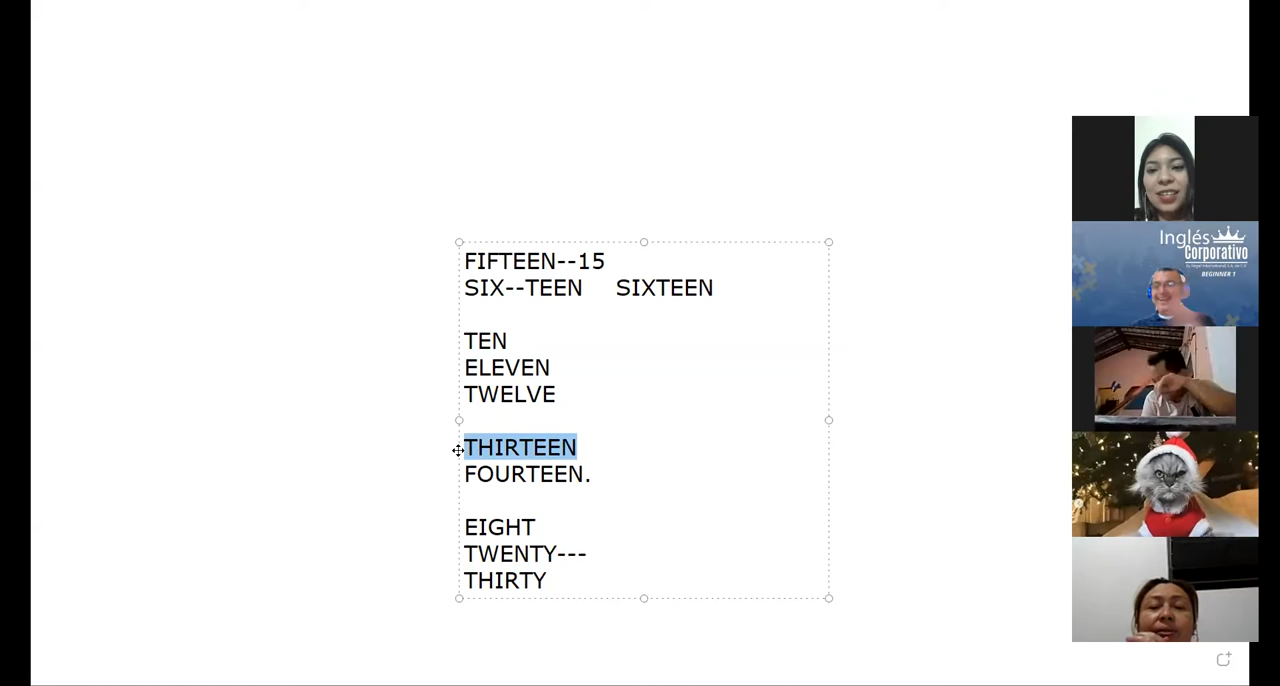 FIFTEEN--15
SIX--TEEN SIXTEEN
TEN
ELEVEN
TWELVE
THIRTEEN
FOURTEEN.
EIGHT
TWENTY---
THIRTY
Inglés
Corporativo
BEGINNER 1